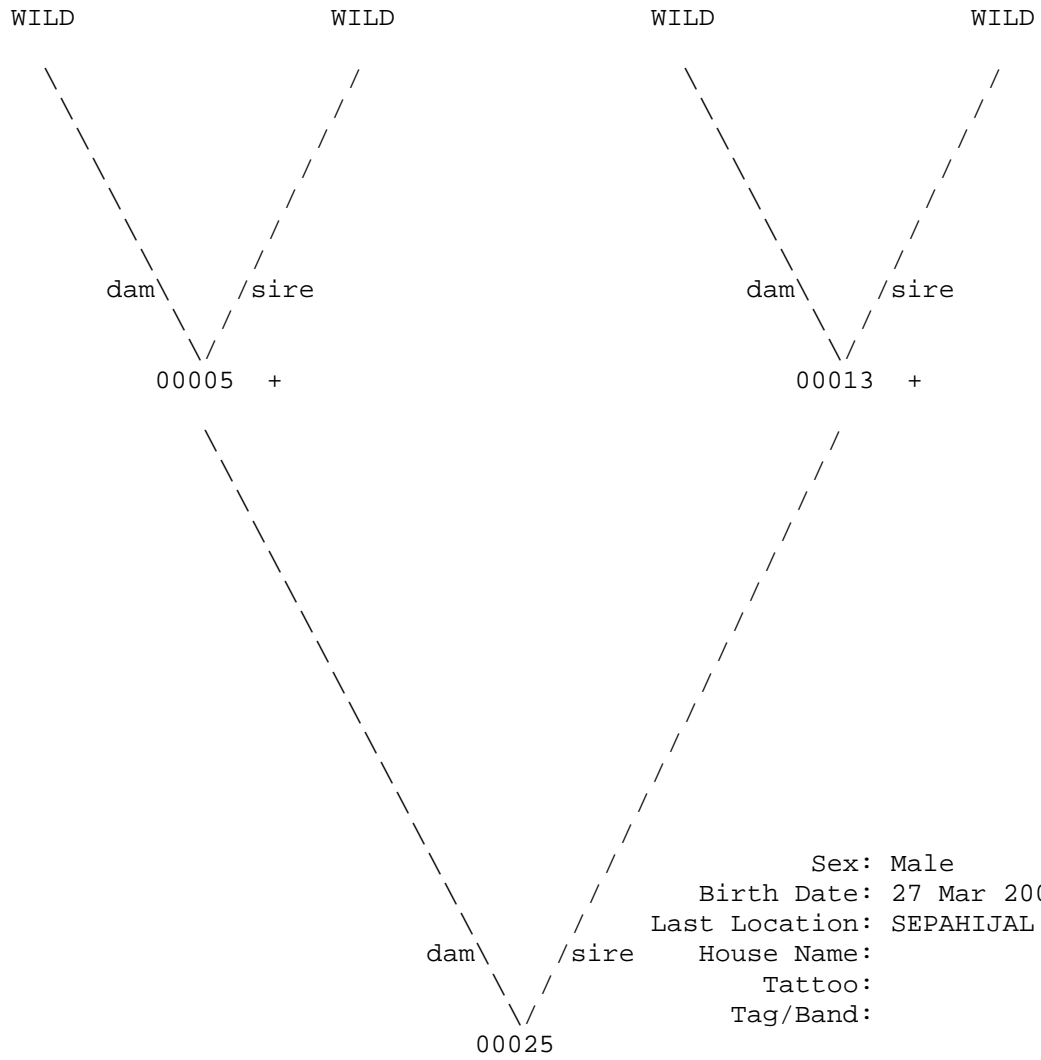 WILD WILD WILD WILD
dam sire dam sire
00005 + 00013 +
Sex: Male
Birth Date: 27 Mar 200
Last Location: SEPAHIJAL
dam sire House Name:
Tattoo:
Tag/Band:
00025